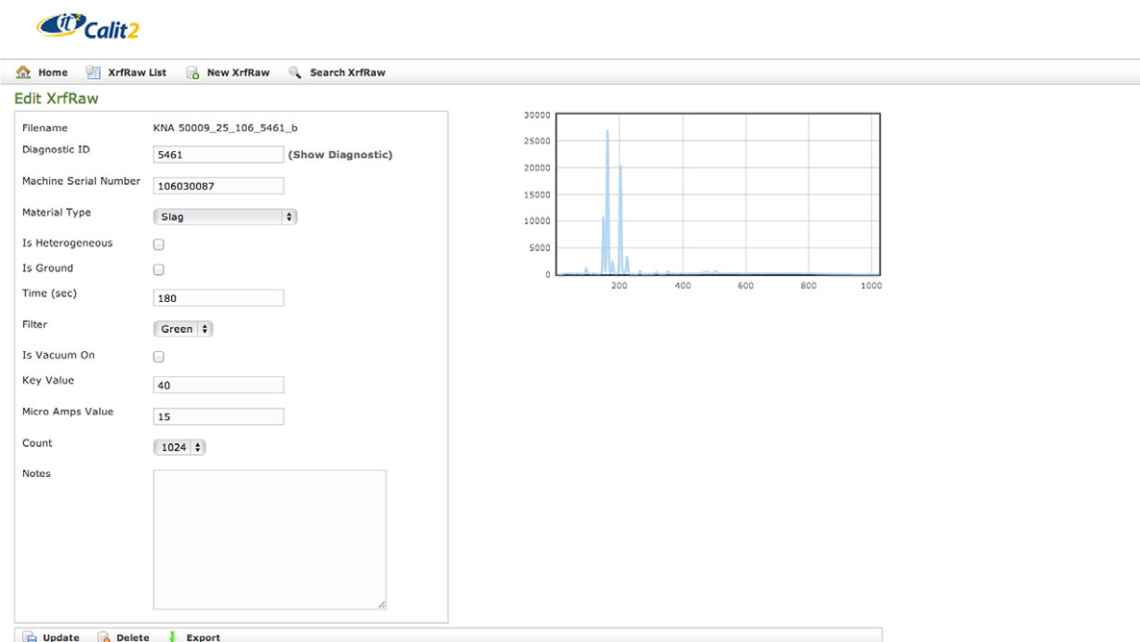 it2 Calit2
Home XrfRaw List New XrfRaw Search XrfRaw
Edit XrfRaw
Filename KNA 50009_25_106_5461_b
Diagnostic ID 5461 (Show Diagnostic)
Machine Serial Number 106030087
Material Type Slag
Is Heterogeneous
Is Ground
Time (sec) 180
Filter Green
Is Vacuum On
Key Value 40
Micro Amps Value 15
Count 1024
Notes
30000
25000
20000
15000
10000
5000
0
200 400 600 800 1000
Update Delete Export